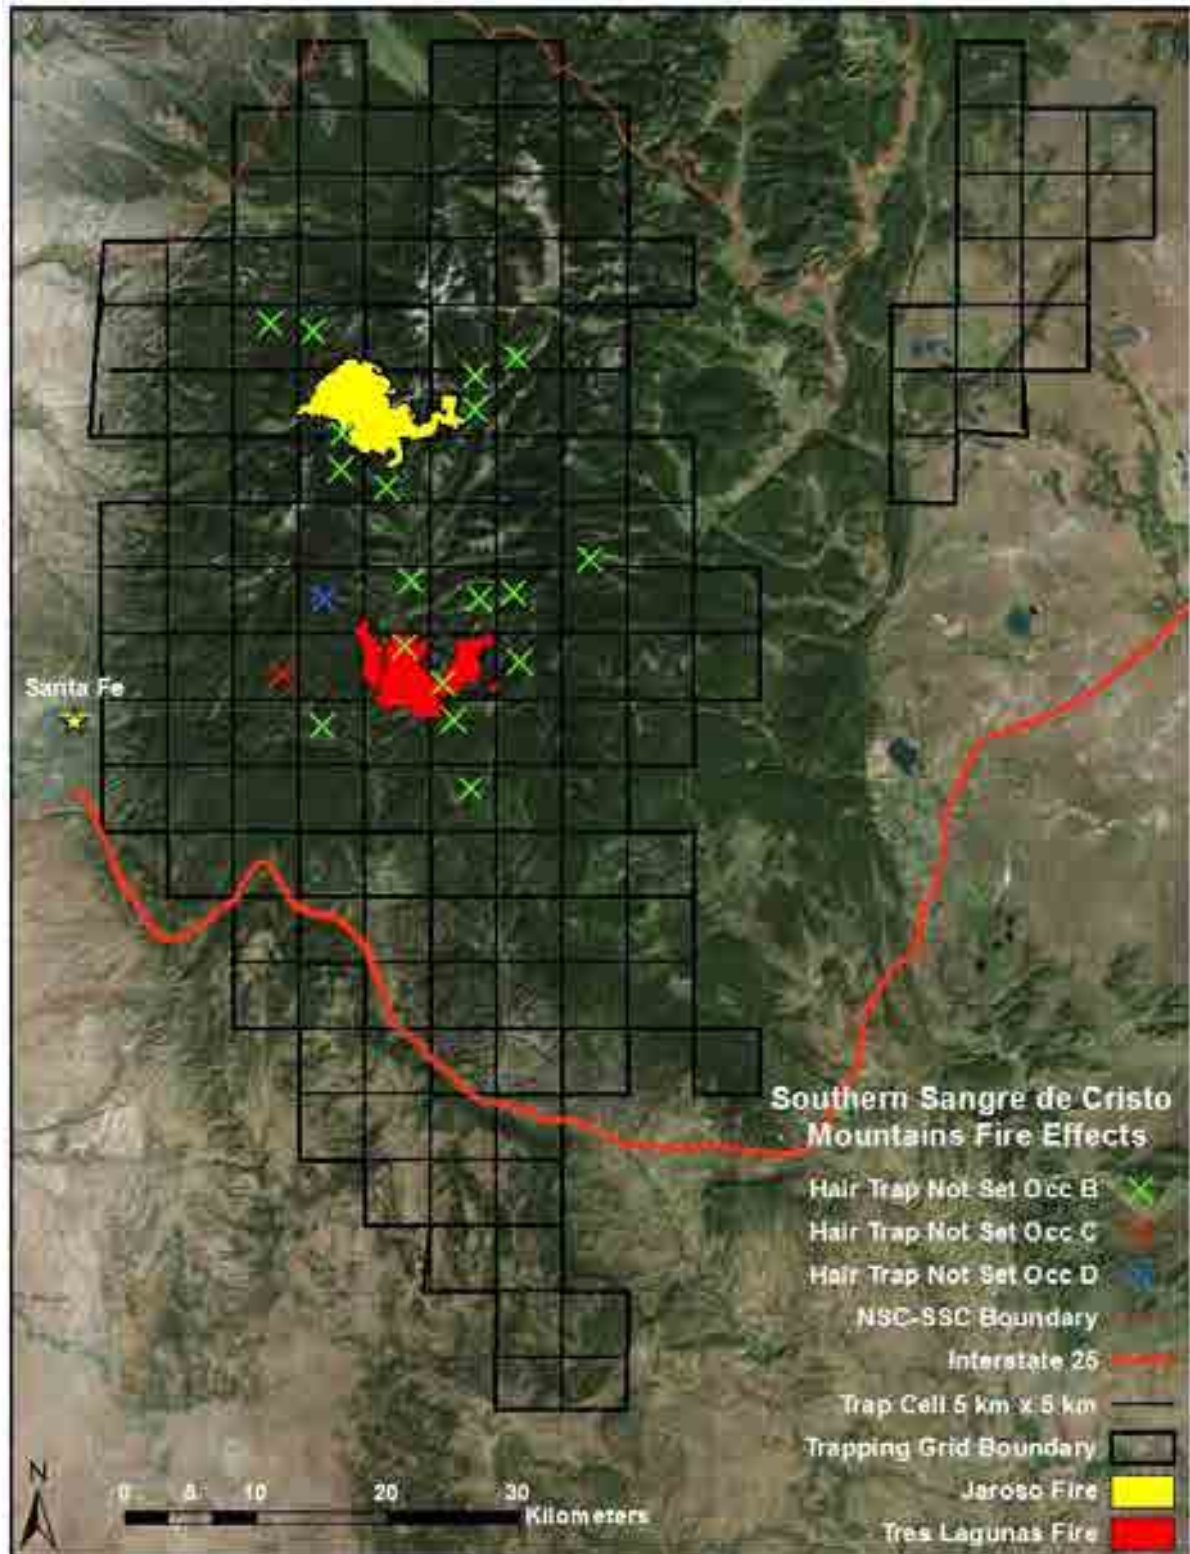 Santa Fe
Southern Sangre de Cristo
Mountains Fire Effects
Hair Trap Not Set Occ B
Hair Trap Not Set Occ C
Hair Trap Not Set Occ D
NSC-SSC Boundary
Interstate 25
Trap Cell 5 km x 5 km
Trapping Grid Boundary
Jaroso Fire
Tres Lagunas Fire
N
0 5 10 20 30
Kilometers